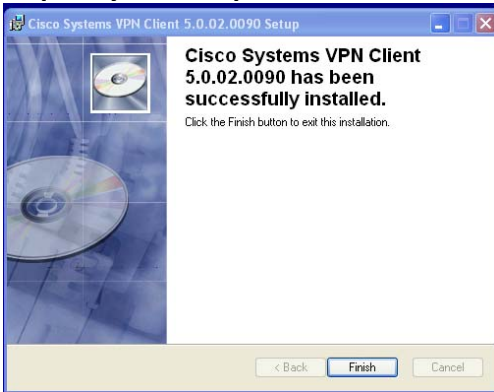 Cisco Systems VPN Client 5.0.02.0090 Setup
Cisco Systems VPN Client
5.0.02.0090 has been
successfully installed.
Click the Finish button to exit this installation.
< Back Finish Cancel